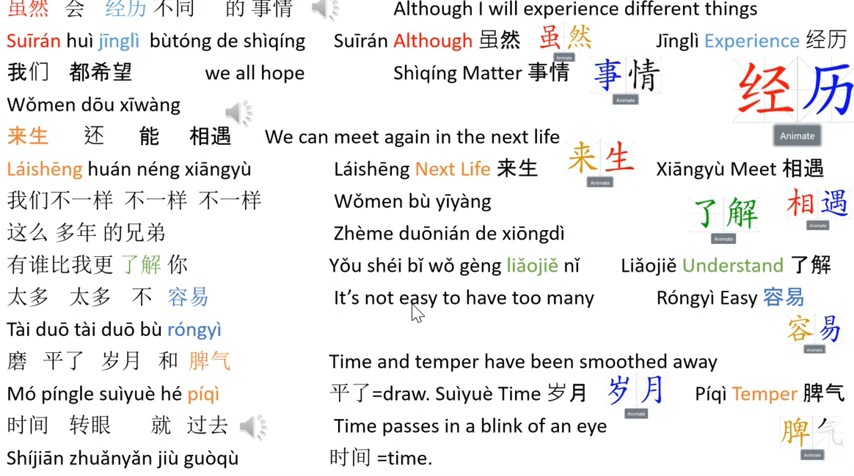 虽然 会 经历 不同 的 事情 Although I will experience different things
Suīrán huì jīnglì bùtóng de shìqíng Suīrán Although 虽然 虽然 Jīnglì Experience 经历
Animate
我们 都希望 we all hope Shìqíng Matter 事情 事情 经历
Animate
Wǒmen dōu xīwàng
Animate
来生 还 能 相遇 We can meet again in the next life
Láishēng huán néng xiāngyù Láishēng Next Life 来生 来生 Xiāngyù Meet 相遇
Animate
我们不一样 不一样 不一样 Wǒmen bù yīyàng 了解 相遇
Animate
这么 多年 的兄弟 Zhème duōnián de xiōngdì
Animate
有谁比我更 了解 你 Yǒu shéi bǐ wǒ gèng liǎojiě nǐ Liǎojiě Understand 了解
太多 太多 不 容易 It’s not easy to have too many Róngyì Easy 容易
Tài duō tài duō bù róngyì 容易
Animate
磨 平了 岁月 和 脾气 Time and temper have been smoothed away
Mó píngle suìyuè hé píqì 平了=draw. Suìyuè Time 岁月 岁月 Píqì Temper 脾气
Animate
时间 转眼 就 过去 Time passes in a blink of an eye 脾气
Shíjiān zhuǎnyǎn jiù guòqù 时间 =time.
Animate